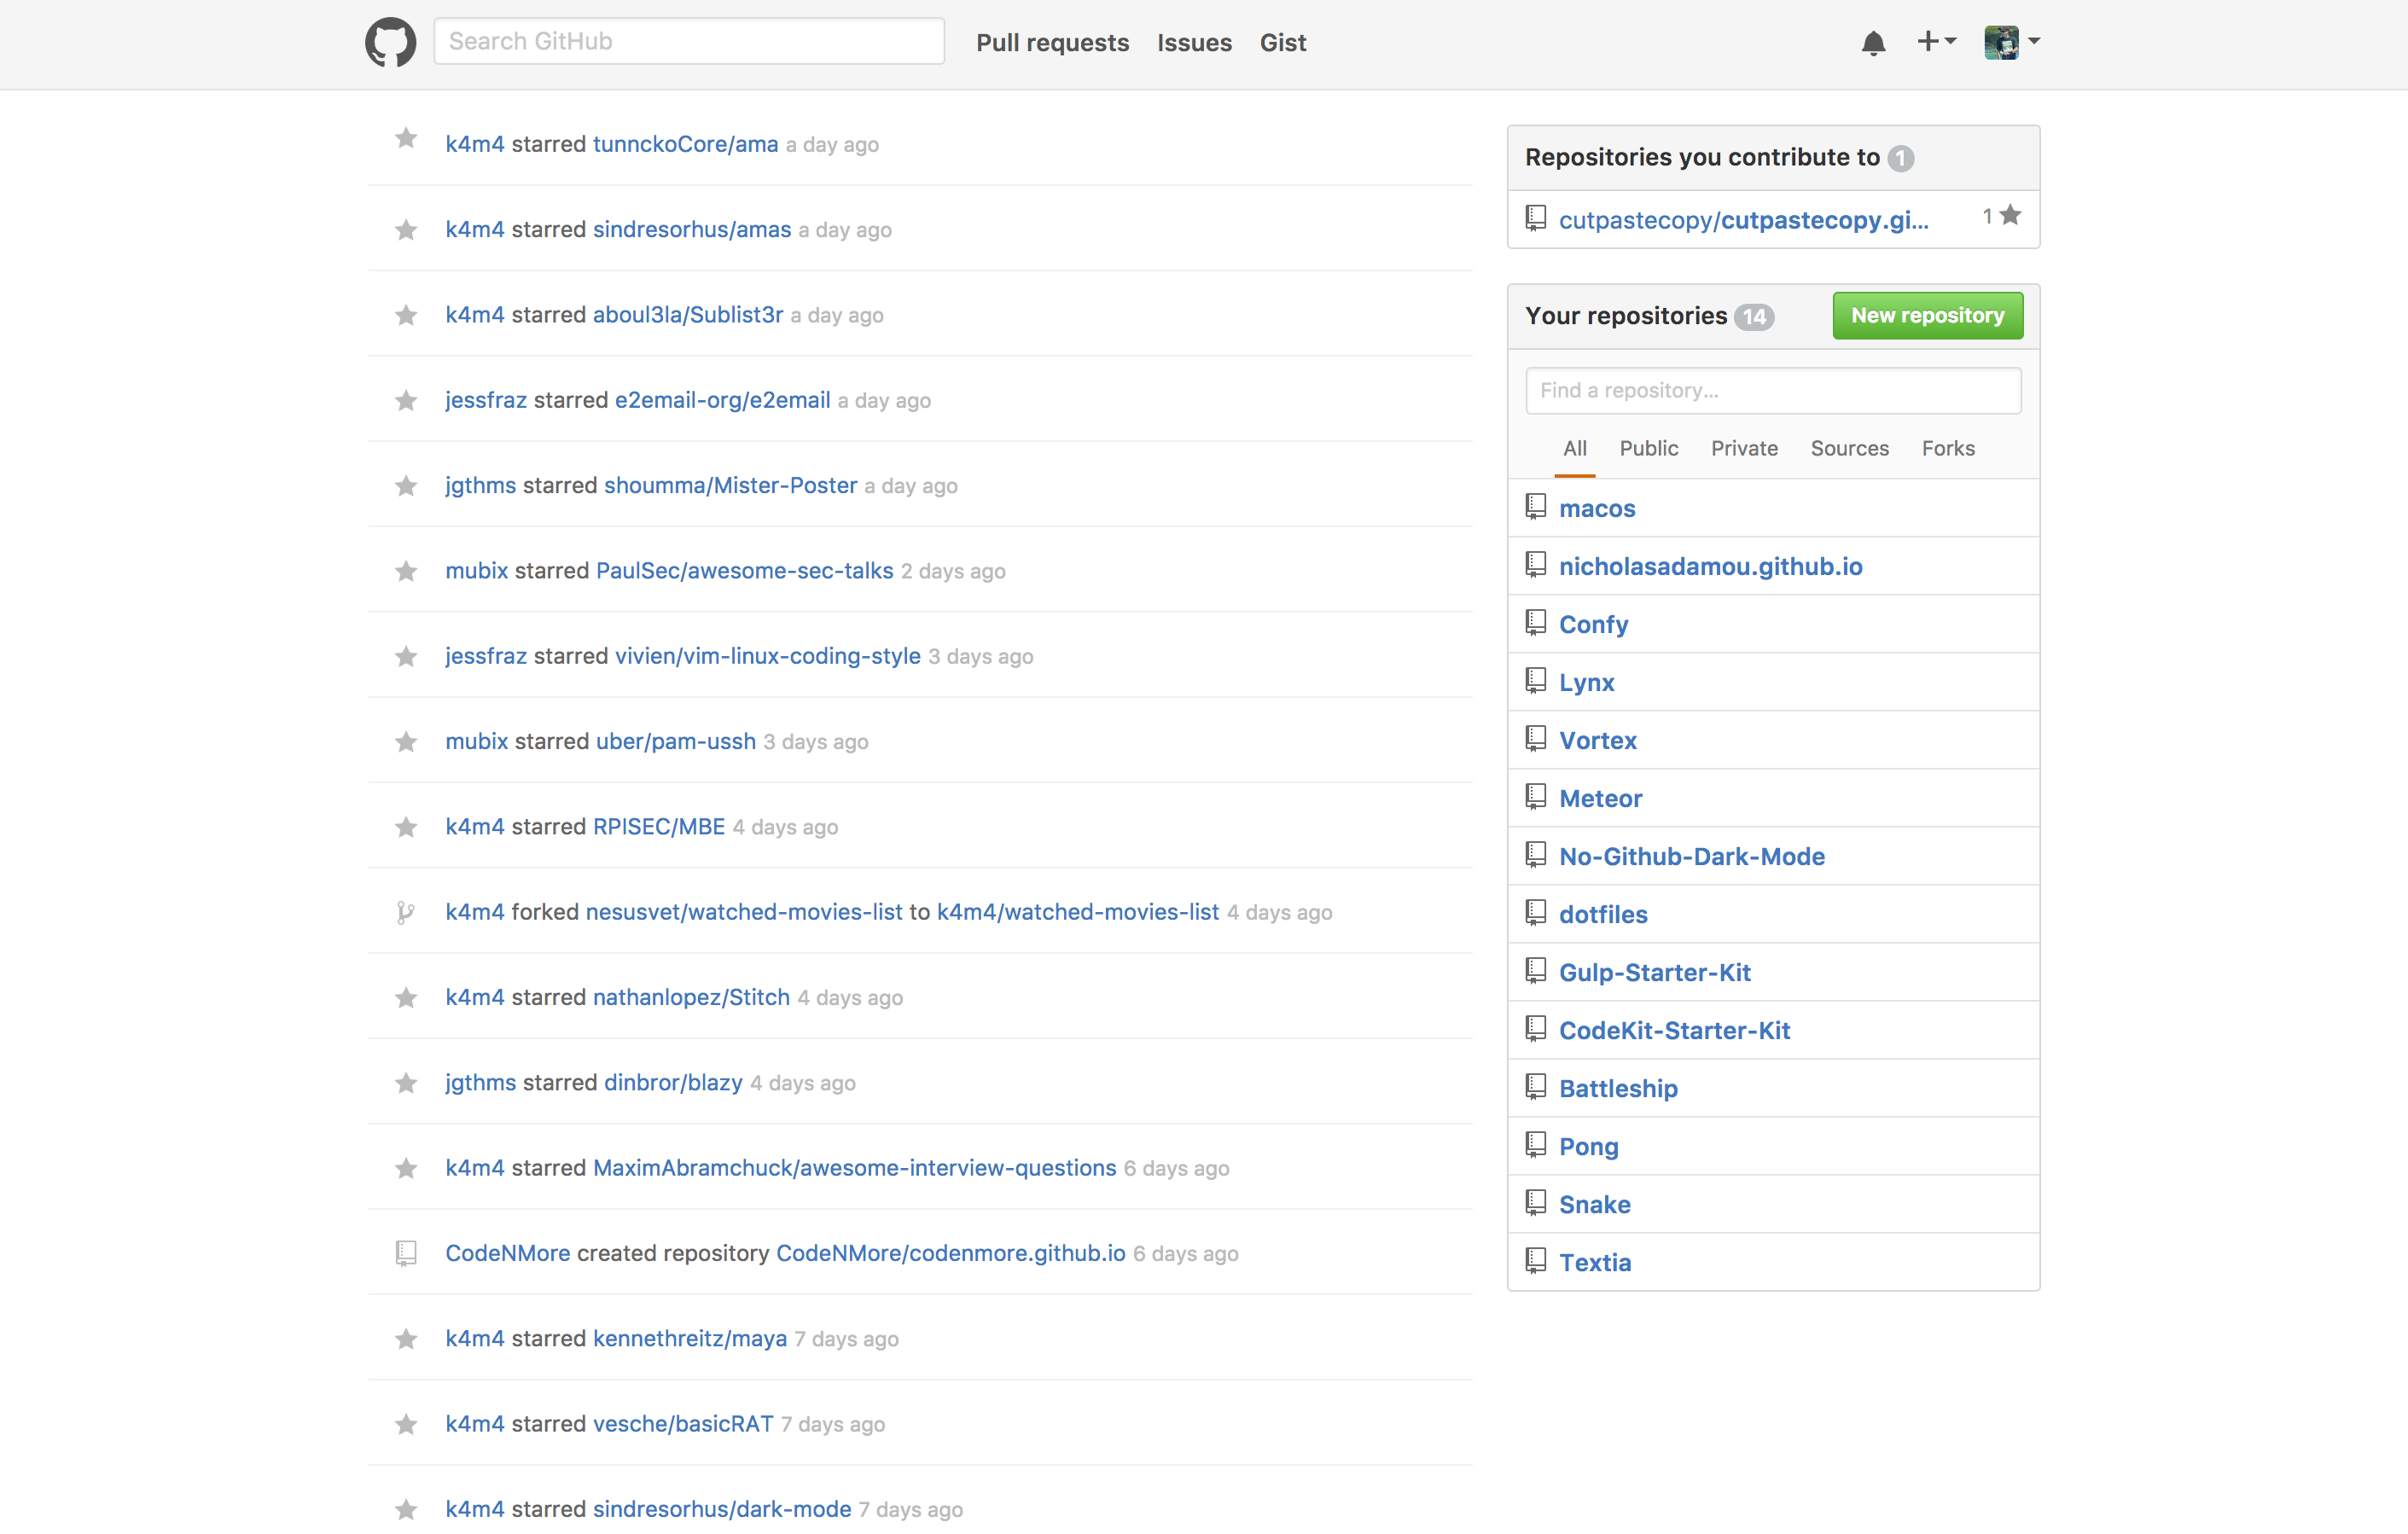 Search GitHub
Pull requests Issues Gist
k4m4 starred tunnckoCore/ama a day ago
k4m4 starred sindresorhus/amas a day ago
k4m4 starred aboul3la/Sublist3r a day ago
jessfraz starred e2email-org/e2email a day ago
jgthms starred shoumma/Mister-Poster a day ago
mubix starred PaulSec/awesome-sec-talks 2 days ago
jessfraz starred vivien/vim-linux-coding-style 3 days ago
mubix starred uber/pam-ussh 3 days ago
k4m4 starred RPISEC/MBE 4 days ago
k4m4 forked nesusvet/watched-movies-list to k4m4/watched-movies-list 4 days ago
k4m4 starred nathanlopez/Stitch 4 days ago
jgthms starred dinbror/blazy 4 days ago
k4m4 starred MaximAbramchuck/awesome-interview-questions 6 days ago
CodeNMore created repository CodeNMore/codenmore.github.io 6 days ago
k4m4 starred kennethreitz/maya 7 days ago
k4m4 starred vesche/basicRAT 7 days ago
k4m4 starred sindresorhus/dark-mode 7 days ago
Repositories you contribute to 1
cutpastecopy/cutpastecopy.gi... 1
Your repositories 14 New repository
Find a repository...
All Public Private Sources Forks
macos
nicholasadamou.github.io
Confy
Lynx
Vortex
Meteor
No-Github-Dark-Mode
dotfiles
Gulp-Starter-Kit
CodeKit-Starter-Kit
Battleship
Pong
Snake
Textia